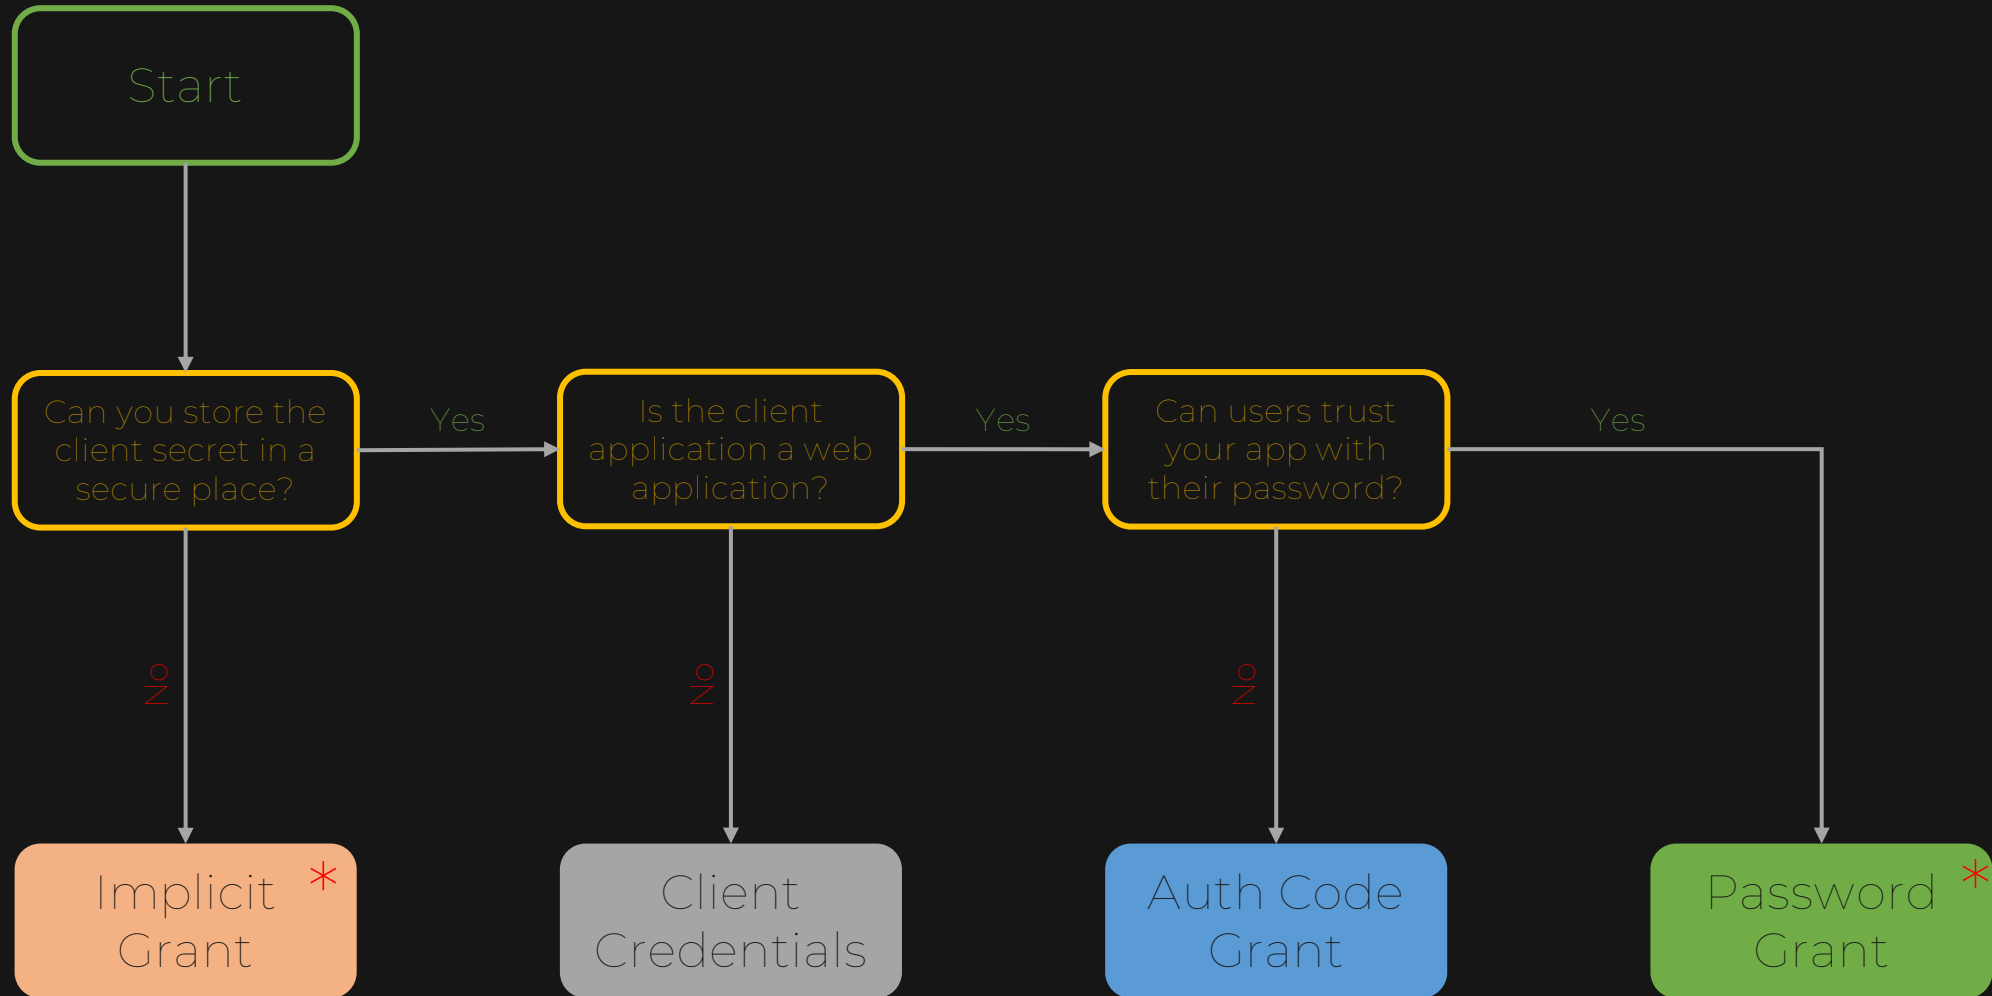 Start
Can you store the
client secret in a
secure place?
Yes
Is the client
application a web
application?
Yes
Can users trust
your app with
their password?
Yes
No
No
No
Implicit *
Grant
Client
Credentials
Auth Code
Grant
Password *
Grant